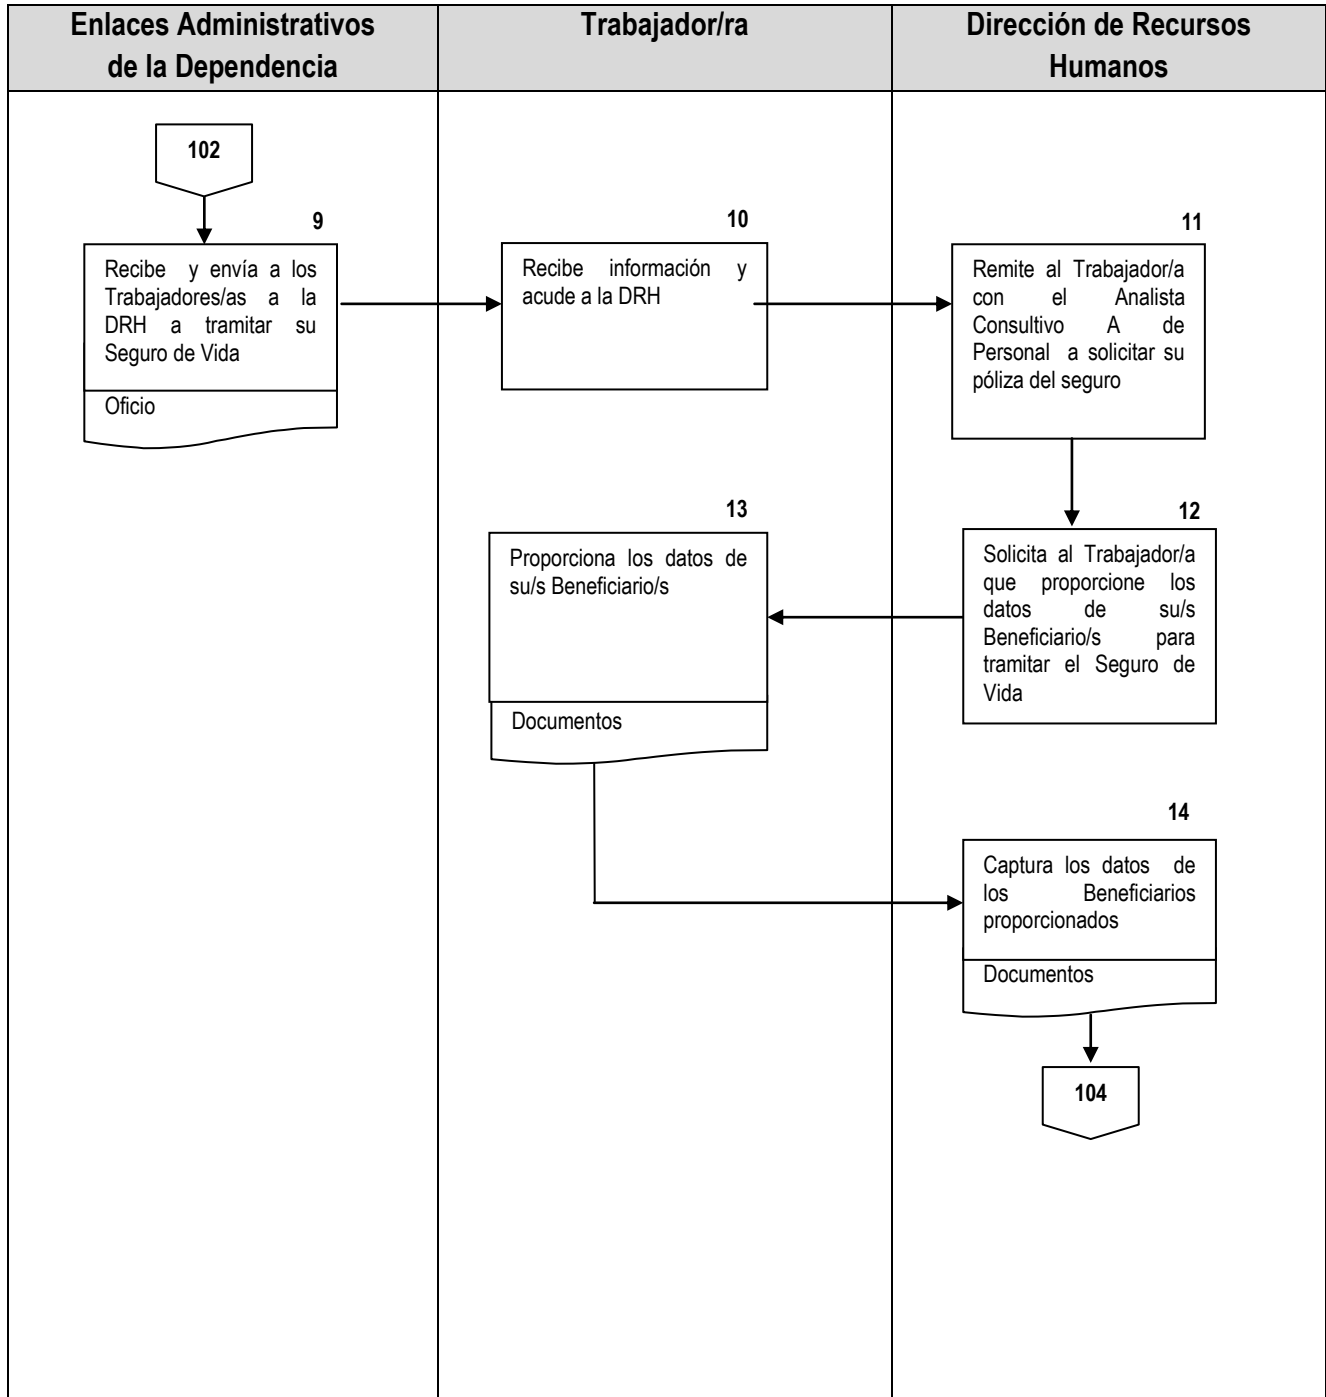 Enlaces Administrativos
de la Dependencia
Trabajador/ra
Dirección de Recursos
Humanos
102
9
Recibe y envía a los
Trabajadores/as a la
DRH a tramitar su
Seguro de Vida
Oficio
10
Recibe información y
acude a la DRH
11
Remite al Trabajador/a
con el Analista
Consultivo A de
Personal a solicitar su
póliza del seguro
12
Solicita al Trabajador/a
que proporcione los
datos de su/s
Beneficiario/s para
tramitar el Seguro de
Vida
13
Proporciona los datos de
su/s Beneficiario/s
Documentos
14
Captura los datos de
los Beneficiarios
proporcionados
Documentos
104